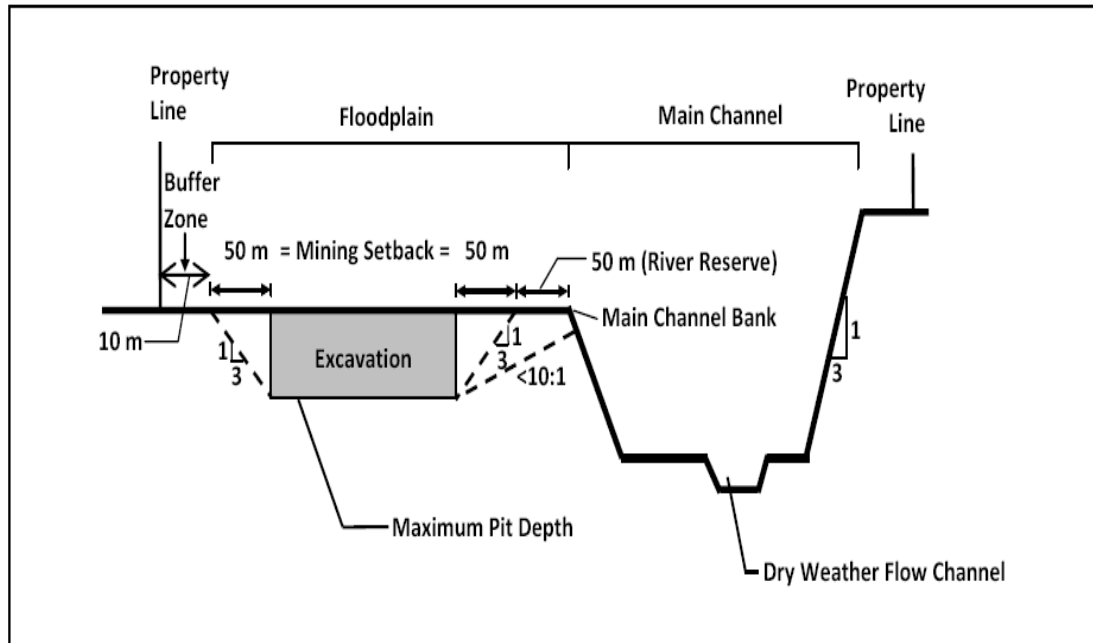 Property
Line
Floodplain
Main Channel
Property
Line
Buffer
Zone
50 m = Mining Setback = 50 m
50 m (River Reserve)
Main Channel Bank
10 m
1
3
Excavation
1
3
<10:1
1
3
Maximum Pit Depth
Dry Weather Flow Channel